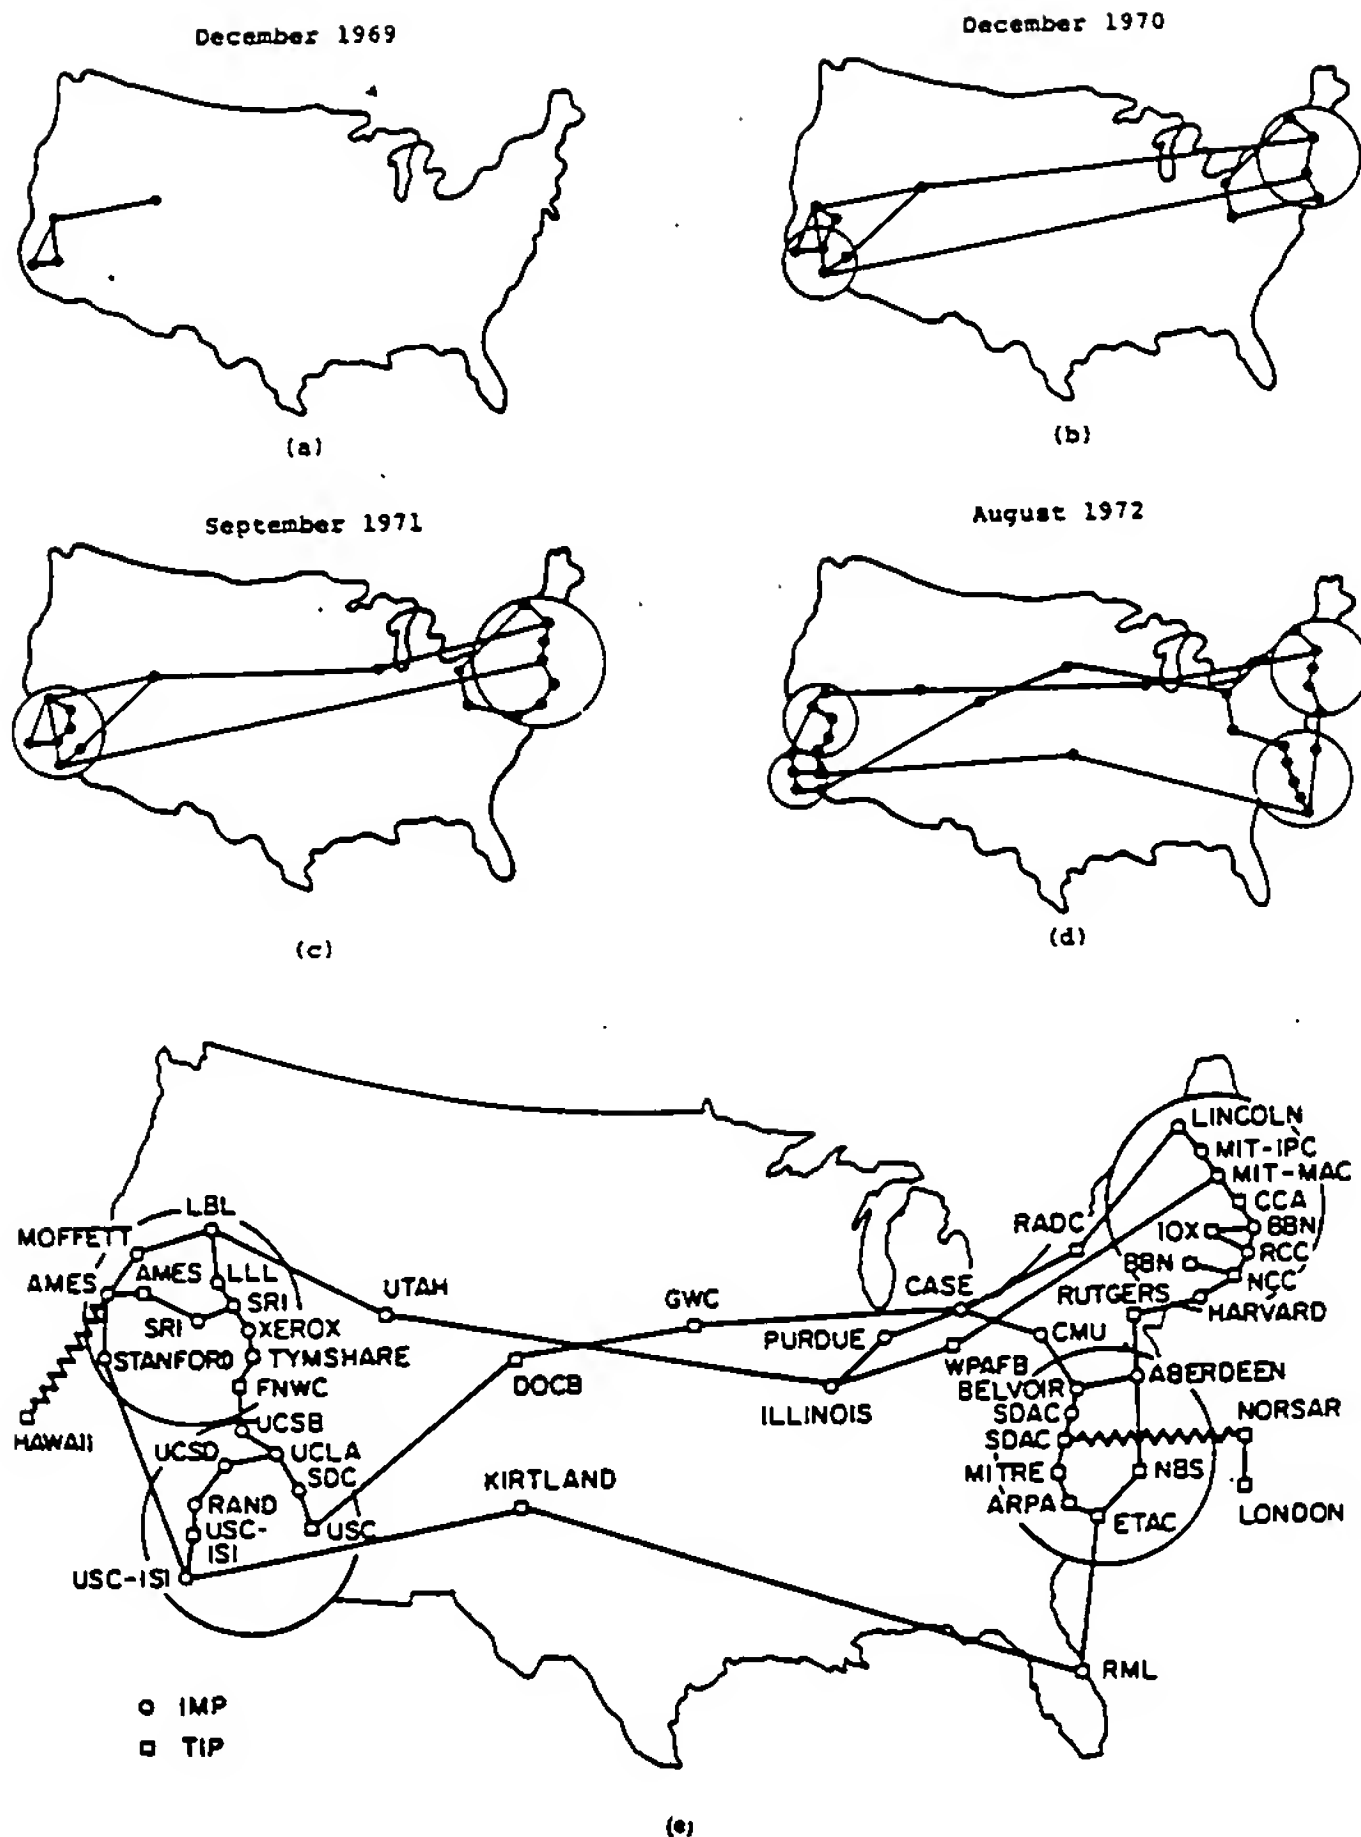 December 1969
December 1970
(a)
(b)
September 1971
August 1972
(c)
(d)
LINCOLN
MIT-IPC
MIT-MAC
CCA
BBN
IOX
RCC
BBN
NCC
HARVARD
RUTGERS
RADC
LBL
MOFFETT
AMES
AMES
LLL
SRI
SRI
XEROX
STANFORD
TYMSHARE
FNWC
HAWAII
UTAH
GWC
CASE
PURDUE
CMU
WPAFB
DOCB
ILLINOIS
BELVOIR
ABERDEEN
SDAC
SDAC
NORSAR
UCSB
UCSD
UCLA
SDC
RAND
USC-
ISI
USC
USC-ISI
KIRTLAND
MITRE
NBS
ARPA
ETAC
LONDON
RML
IMP
TIP
(e)